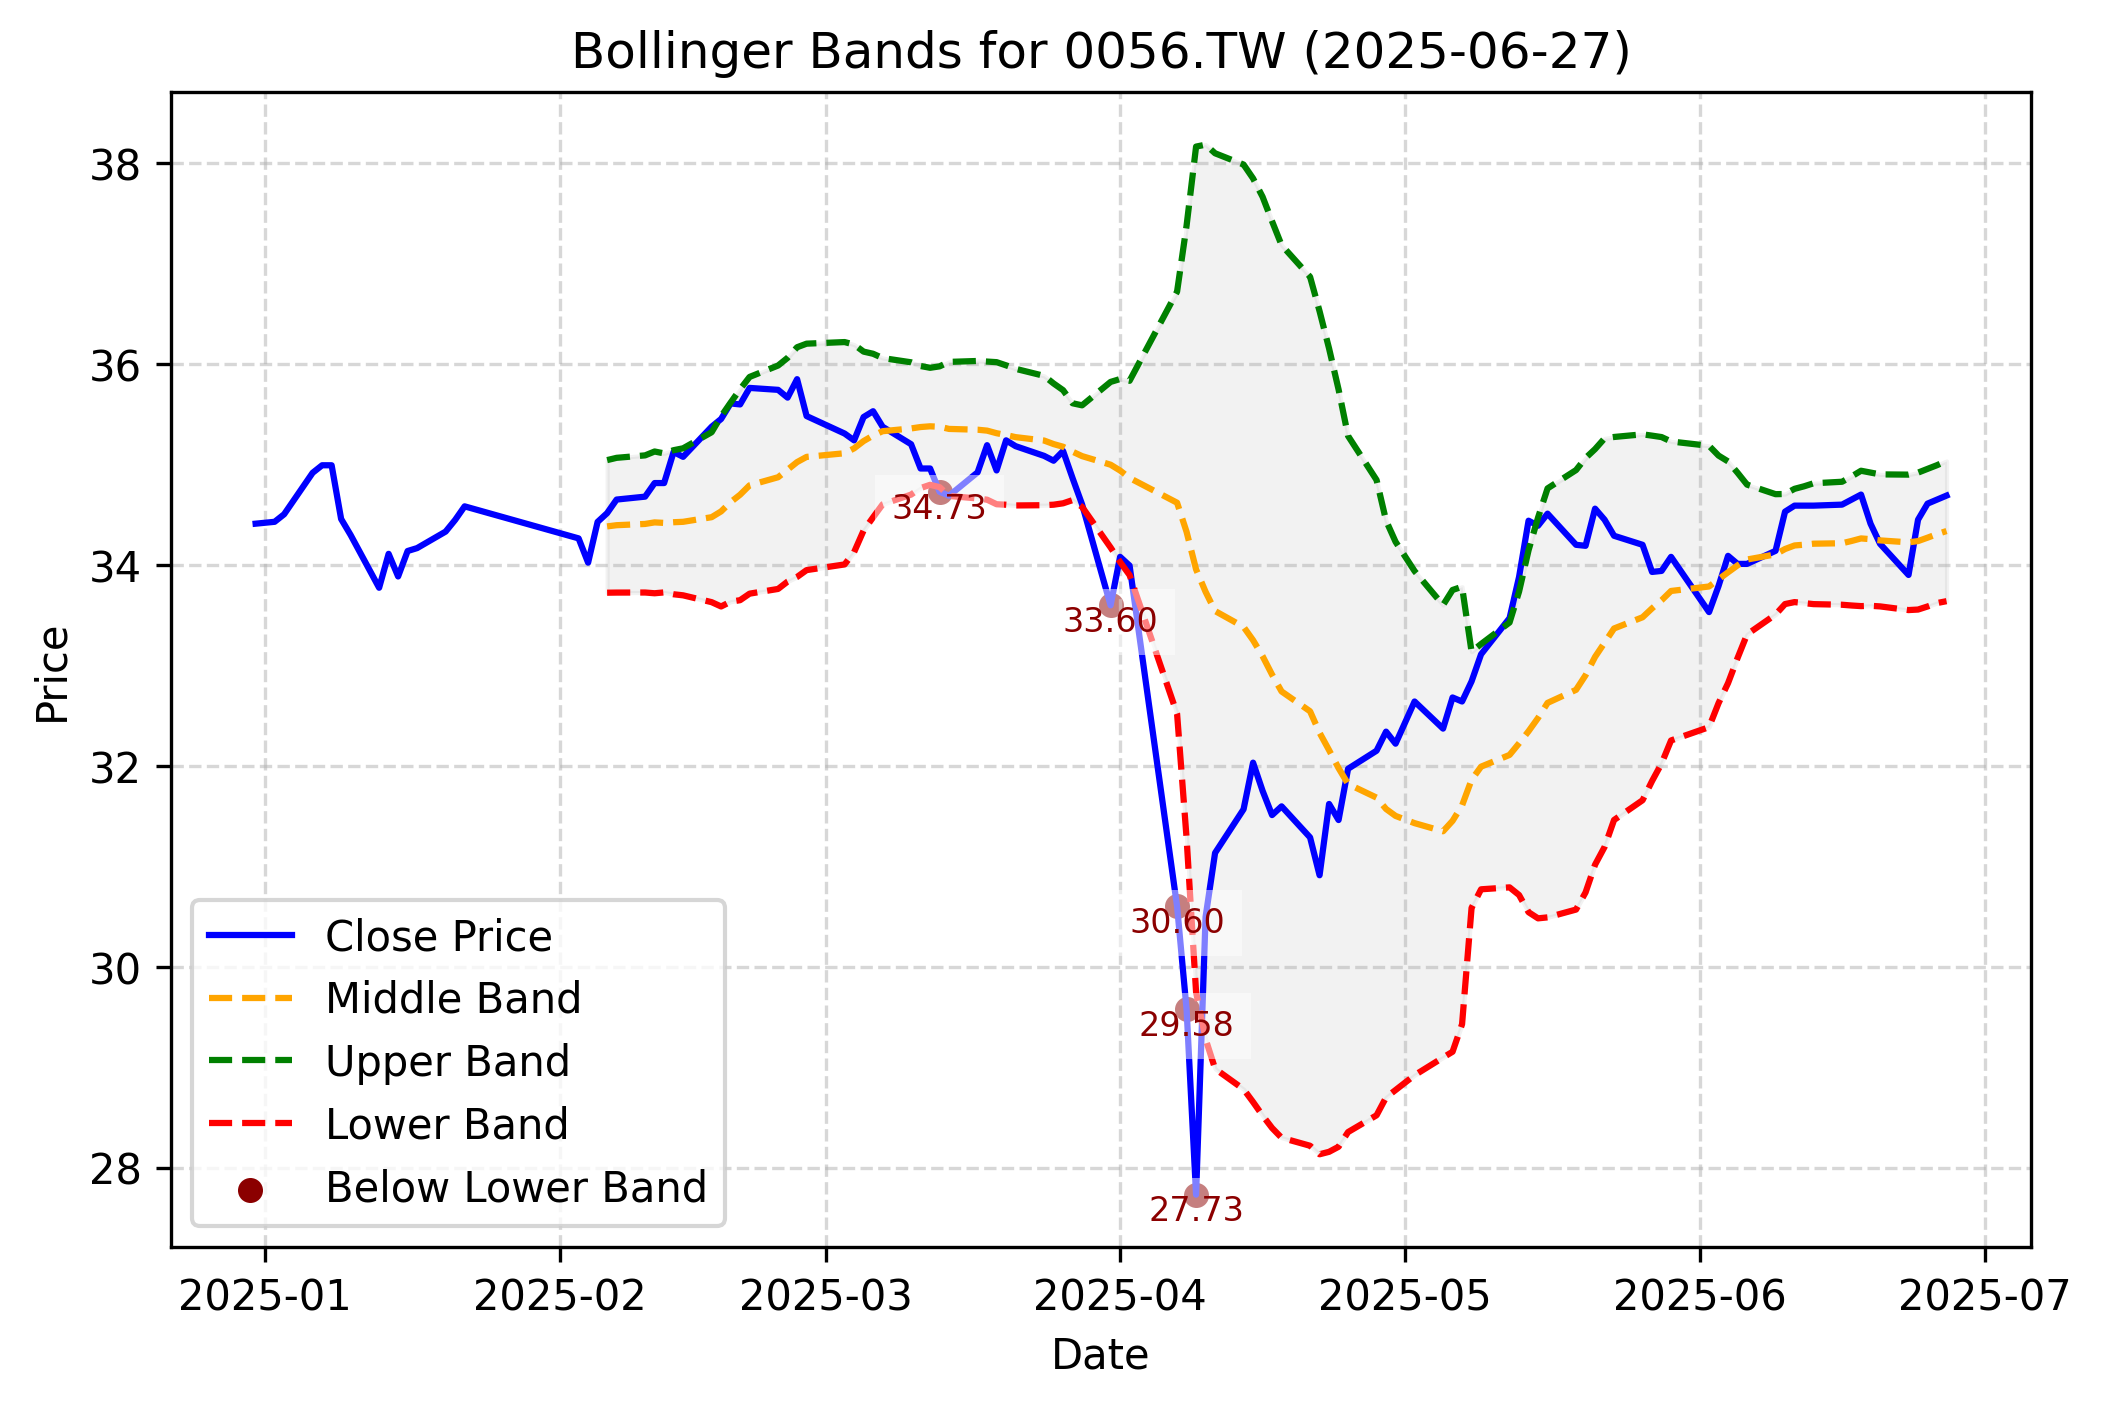 Bollinger Bands for 0056.TW (2025-06-27)
Price
38
36
34
32
30
28
34.73
33.60
30.60
29.58
27.73
Close Price
Middle Band
Upper Band
Lower Band
Below Lower Band
2025-01 2025-02 2025-03 2025-04 2025-05 2025-06 2025-07
Date